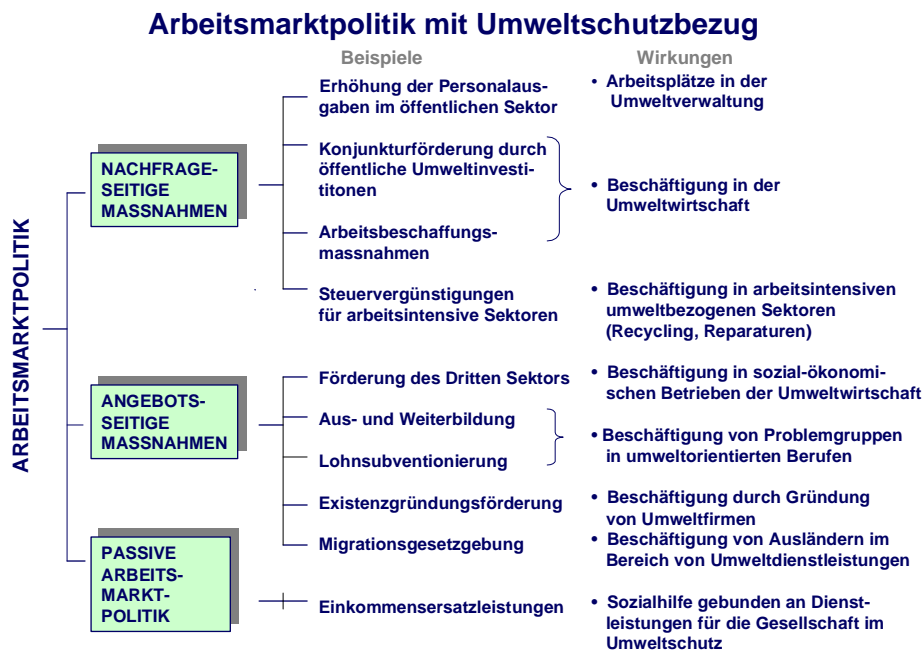 Arbeitsmarktpolitik mit Umweltschutzbezug
Beispiele
Wirkungen
ARBEITSMARKTPOLITIK
NACHFRAGE-
SEITIGE
MASSNAHMEN
Erhöhung der Personalaus-
gaben im öffentlichen Sektor
• Arbeitsplätze in der
Umweltverwaltung
Konjunkturförderung durch
öffentliche Umweltinvesti-
titonen
Arbeitsbeschaffungs-
massnahmen
• Beschäftigung in der
Umweltwirtschaft
Steuervergünstigungen
für arbeitsintensive Sektoren
• Beschäftigung in arbeitsintensiven
umweltbezogenen Sektoren
(Recycling, Reparaturen)
ANGEBOTS-
SEITIGE
MASSNAHMEN
Förderung des Dritten Sektors
• Beschäftigung in sozial-ökonomi-
schen Betrieben der Umweltwirtschaft
Aus- und Weiterbildung
Lohnsubventionierung
• Beschäftigung von Problemgruppen
in umweltorientierten Berufen
Existenzgründungsförderung
• Beschäftigung durch Gründung
von Umweltfirmen
Migrationsgesetzgebung
• Beschäftigung von Ausländern im
Bereich von Umweltdienstleistungen
PASSIVE
ARBEITS-
MARKT-
POLITIK
Einkommensersatzleistungen
• Sozialhilfe gebunden an Dienst-
leistungen für die Gesellschaft im
Umweltschutz